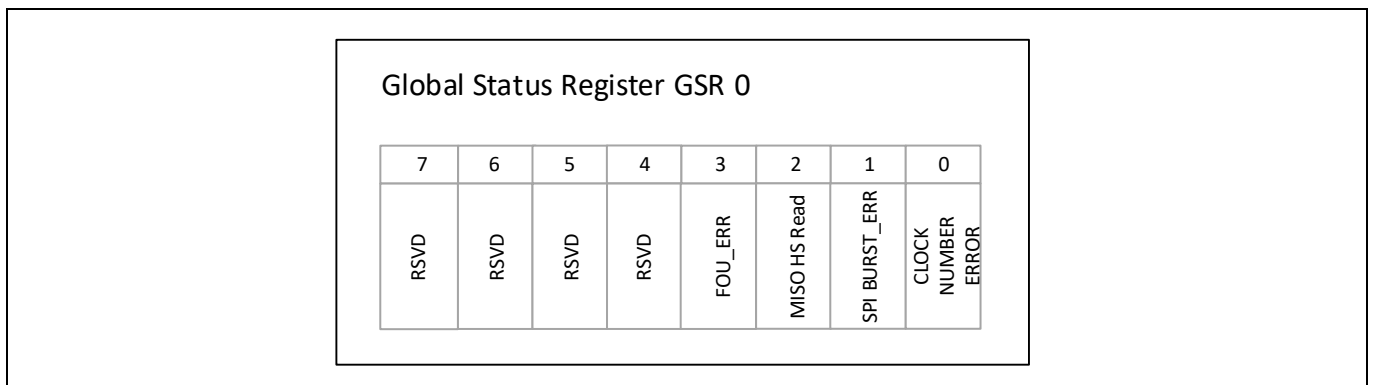 Global Status Register GSR 0
7 6 5 4 3 2 1 0
RSVD
RSVD
RSVD
RSVD
FOU_ERR
MISO HS Read
SPI BURST_ERR
CLOCK
NUMBER
ERROR